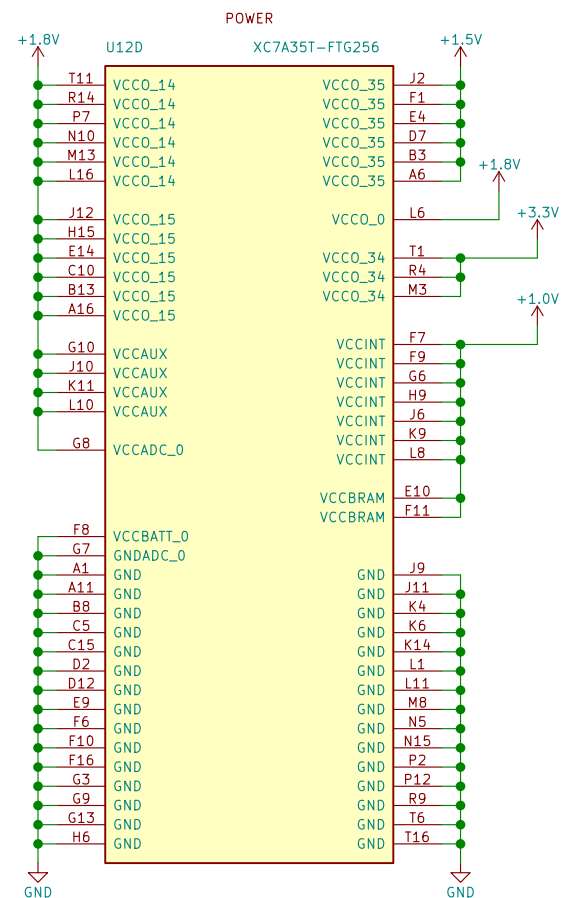 POWER
+1.8V
U12D
XC7A35T-FTG256
+1.5V
T11 VCCO_14 VCCO_35 J2
R14 VCCO_14 VCCO_35 F1
P7 VCCO_14 VCCO_35 E4
N10 VCCO_14 VCCO_35 D7
M13 VCCO_14 VCCO_35 B3
+1.8V
L16 VCCO_14 VCCO_35 A6
J12 VCCO_15 VCCO_0 L6
+3.3V
H15 VCCO_15
E14 VCCO_15 VCCO_34 T1
C10 VCCO_15 VCCO_34 R4
B13 VCCO_15 VCCO_34 M3
+1.0V
A16 VCCO_15
VCCINT F7
G10 VCCAUX
VCCINT F9
J10 VCCAUX
VCCINT G6
K11 VCCAUX
VCCINT H9
L10 VCCAUX
VCCINT J6
VCCINT K9
G8 VCCADC_0
VCCINT L8
VCCBRAM E10
VCCBRAM F11
F8 VCCBATT_0
G7 GNDADC_0
A1 GND GND J9
A11 GND GND J11
B8 GND GND K4
C5 GND GND K6
C15 GND GND K14
D2 GND GND L1
D12 GND GND L11
E9 GND GND M8
F6 GND GND N5
F10 GND GND N15
F16 GND GND P2
G3 GND GND P12
G9 GND GND R9
G13 GND GND T6
H6 GND GND T16
GND
GND